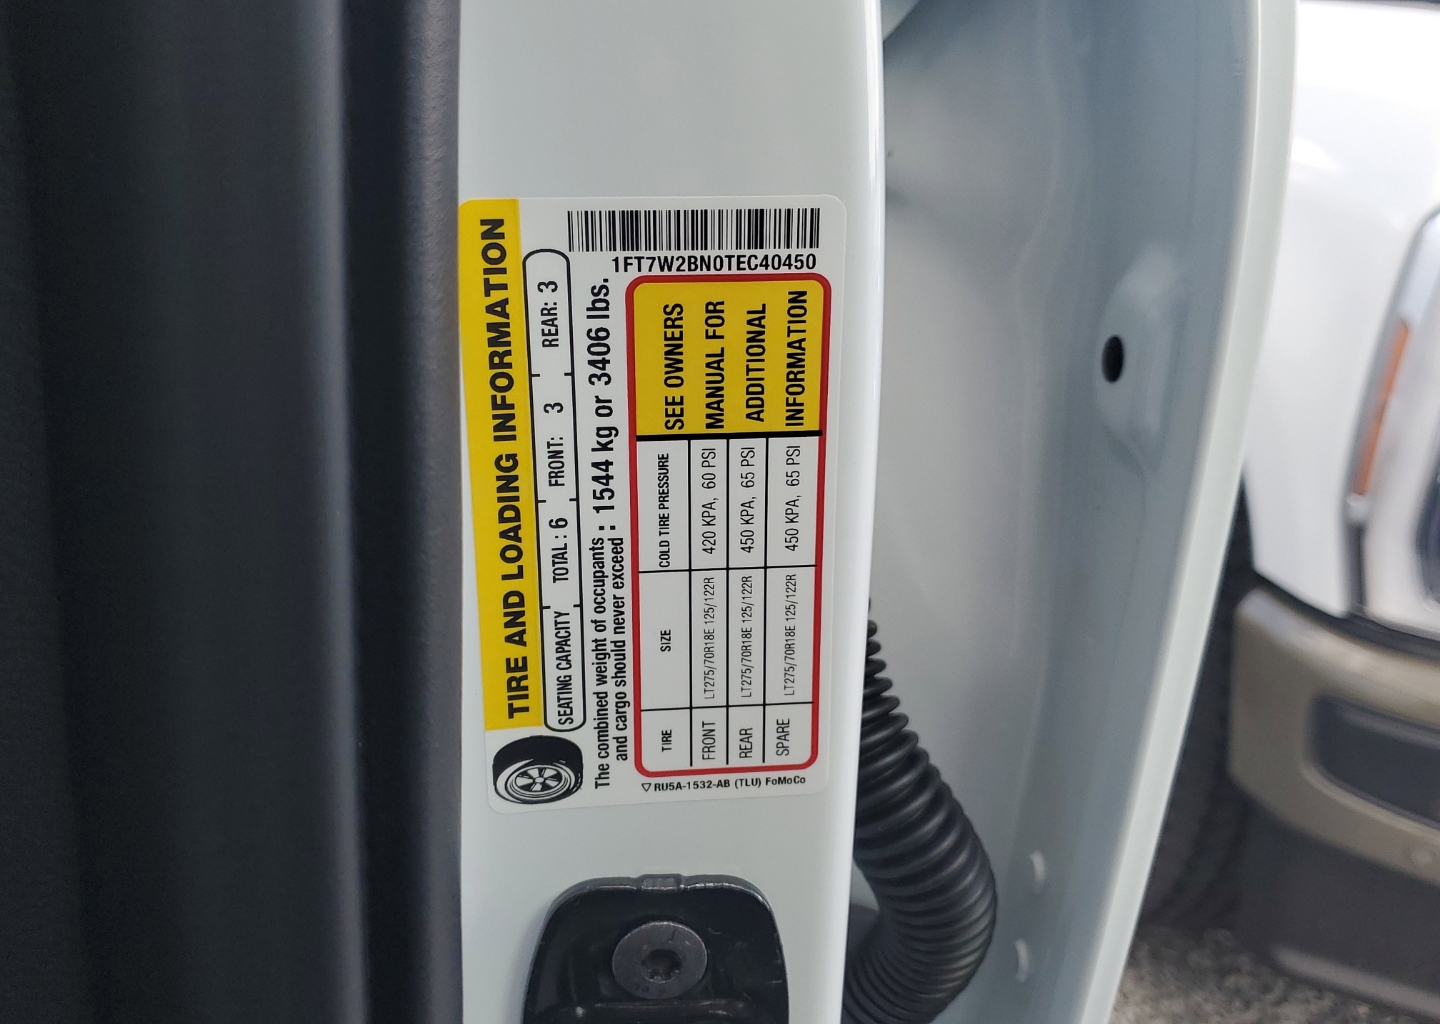 TIRE AND LOADING INFORMATION
SEATING CAPACITY TOTAL : 6 FRONT: 3 REAR: 3
The combined weight of occupants
and cargo should never exceed : 1544 kg or 3406 lbs.
1FT7W2BN0TEC40450
TIRE SIZE COLD TIRE PRESSURE
FRONT LT275/70R18E 125/122R 420 KPA, 60 PSI
REAR LT275/70R18E 125/122R 450 KPA, 65 PSI
SPARE LT275/70R18E 125/122R 450 KPA, 65 PSI
SEE OWNERS
MANUAL FOR
ADDITIONAL
INFORMATION
RU5A-1532-AB (TLU) FoMoCo